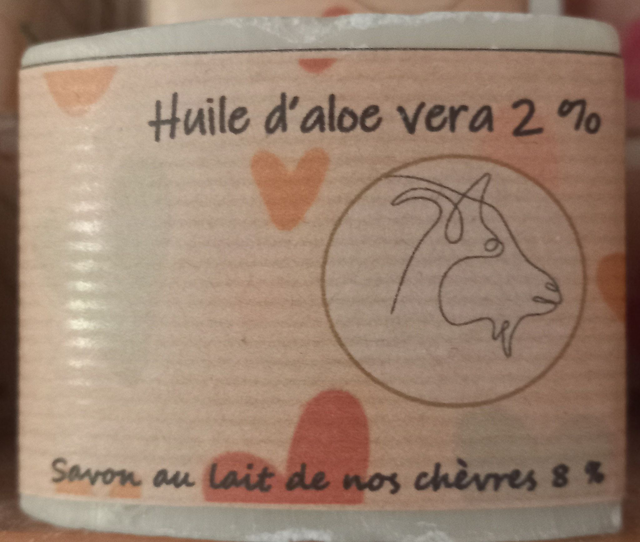 Huile d'aloe vera 2 %
Savon au lait de nos chèvres 8 %